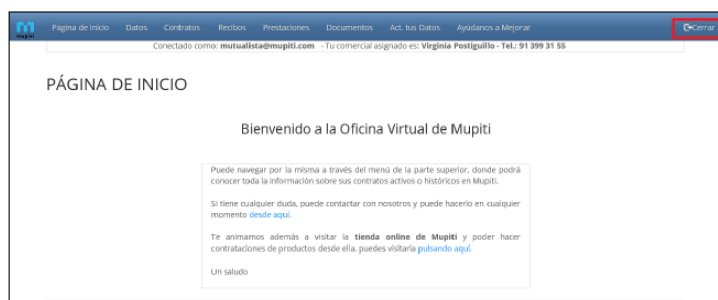 mupiti Página de Inicio Datos Contratos Recibos Prestaciones Documentos Act. tus Datos Ayúdanos a Mejorar Cerrar
Conectado como: mutualista@mupiti.com - Tu comercial asignado es: Virginia Postiguillo - Tel.: 91 399 31 55
PÁGINA DE INICIO
Bienvenido a la Oficina Virtual de Mupiti
Puede navegar por la misma a través del menú de la parte superior, donde podrá
conocer toda la información sobre sus contratos activos o históricos en Mupiti.
Si tiene cualquier duda, puede contactar con nosotros y puede hacerlo en cualquier
momento desde aquí.
Te animamos además a visitar la tienda online de Mupiti y poder hacer
contrataciones de productos desde ella, puedes visitarla pulsando aquí.
Un saludo